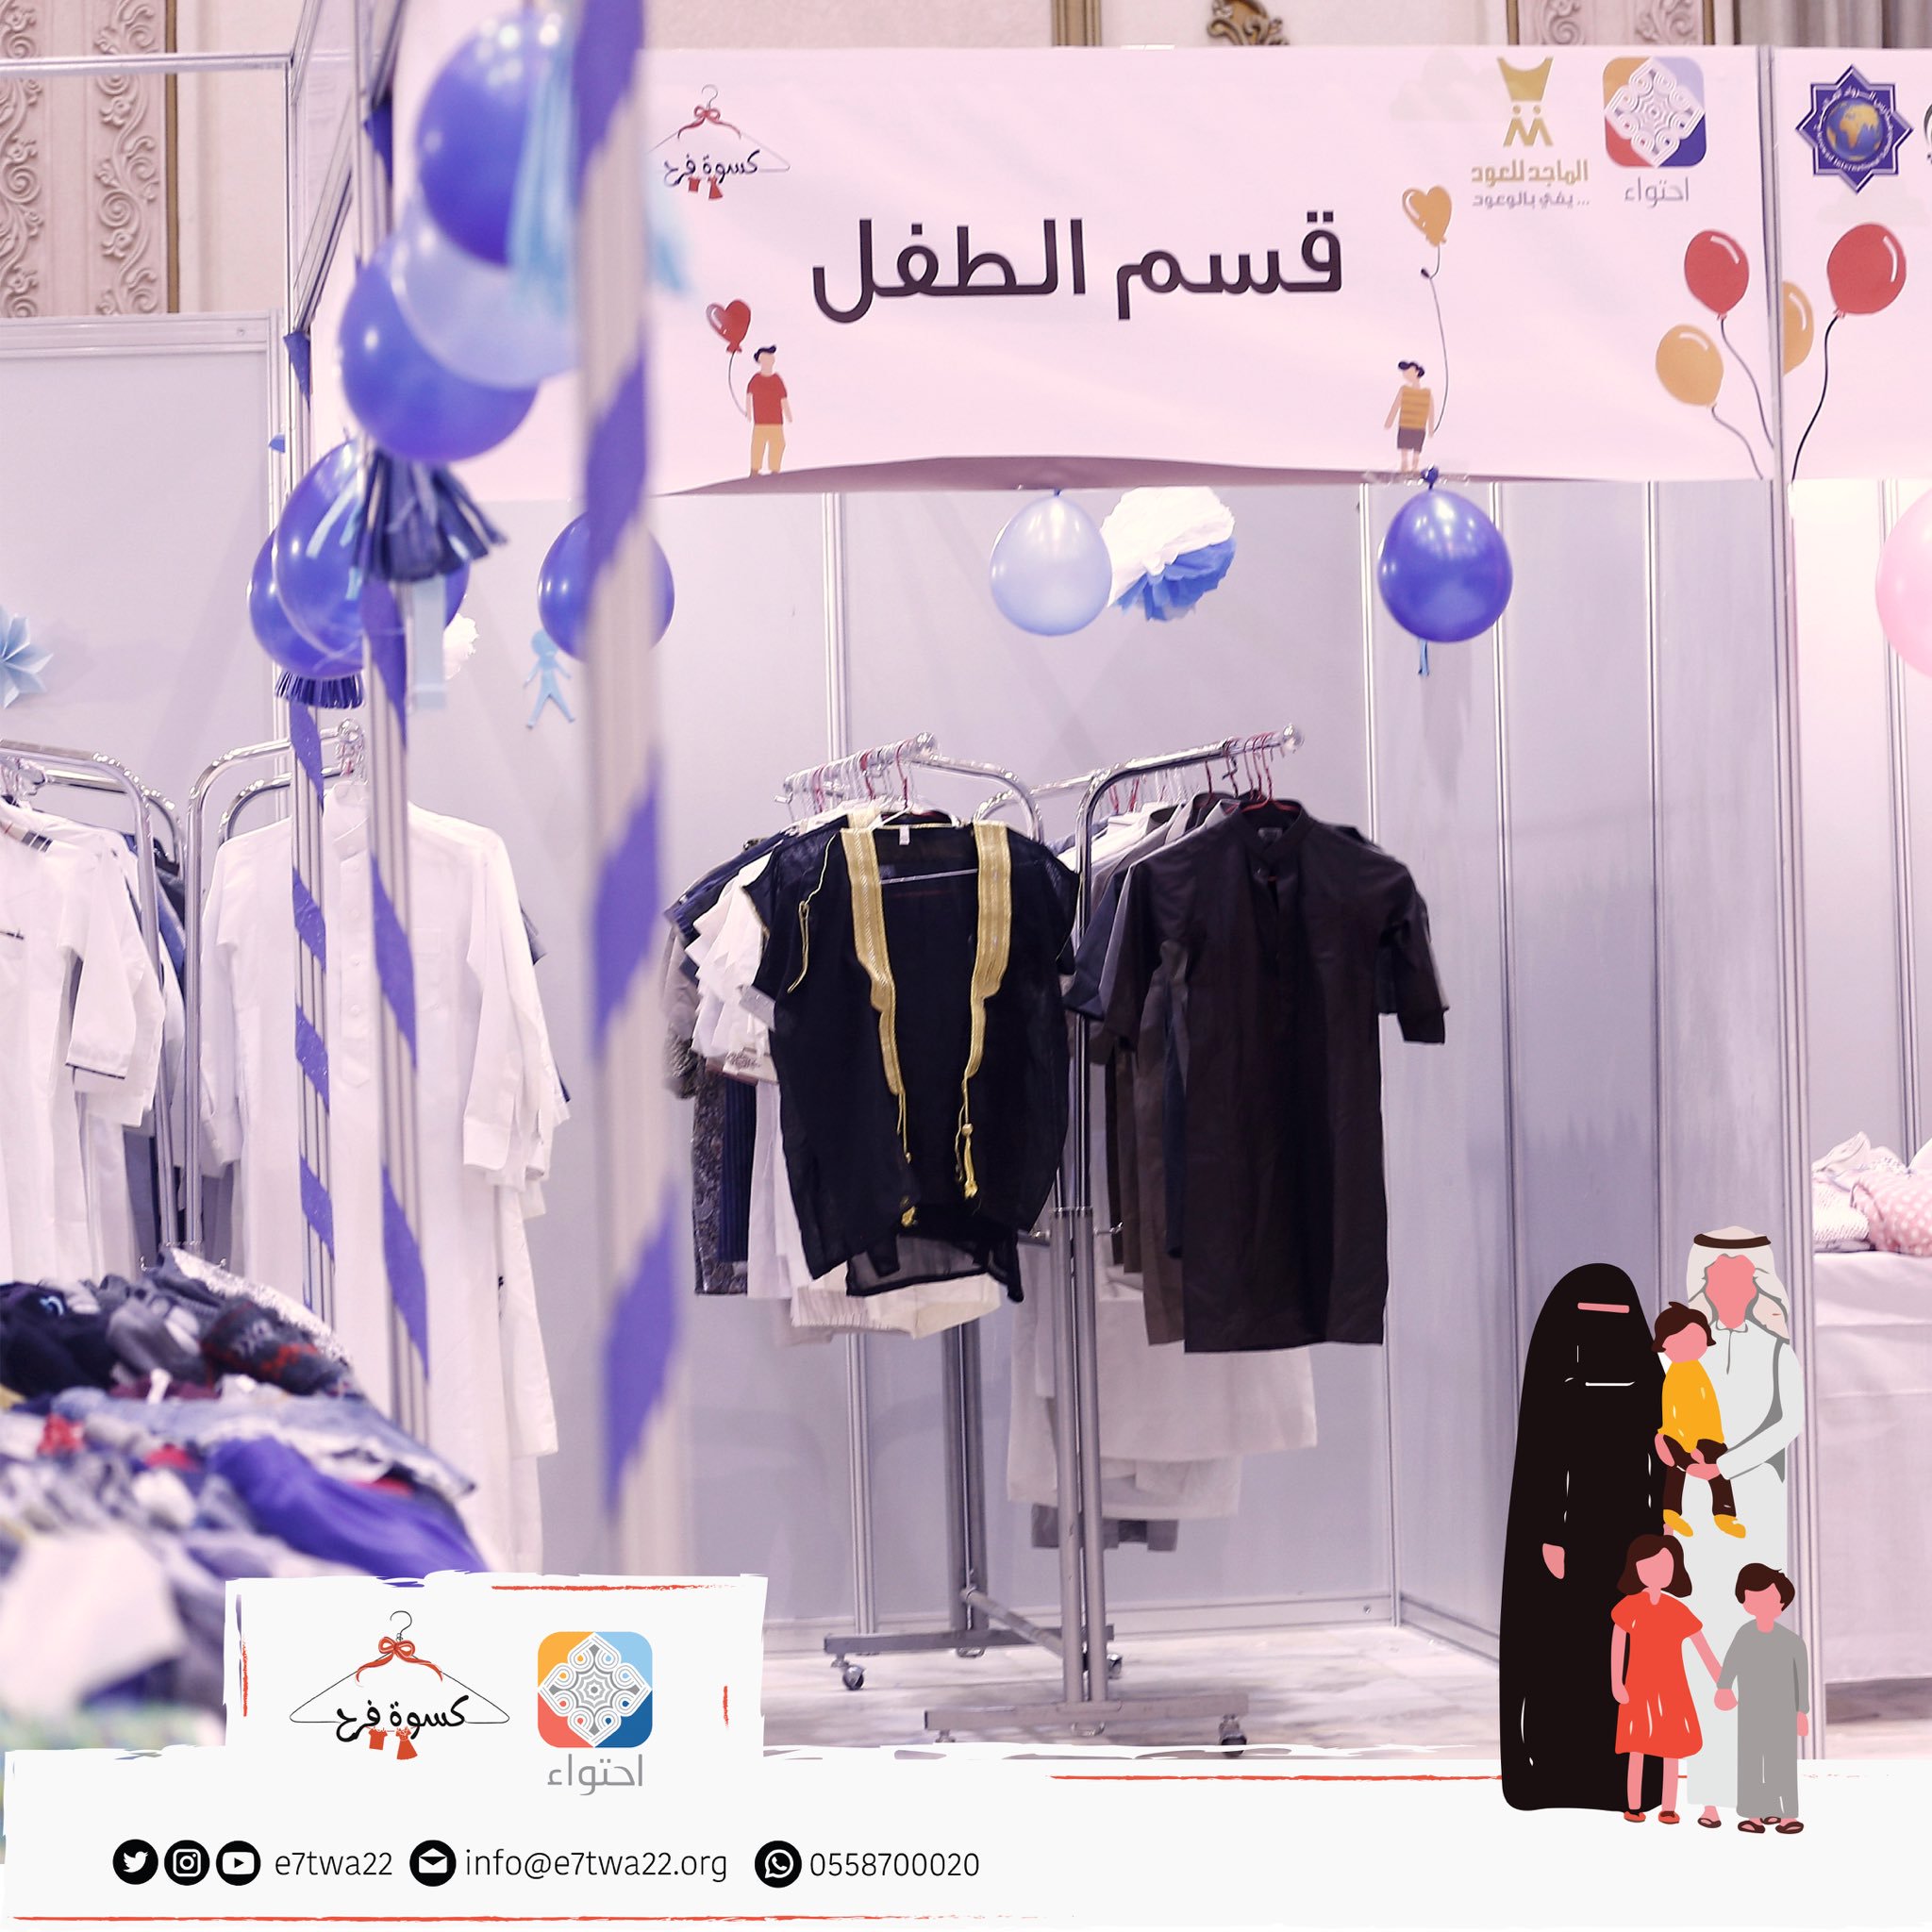 كسوة فرح
الماجد للعود
... يفي بالوعود
احتواء
قسم الطفل
كسوة فرح
احتواء
e7twa22
info@e7twa22.org
0558700020